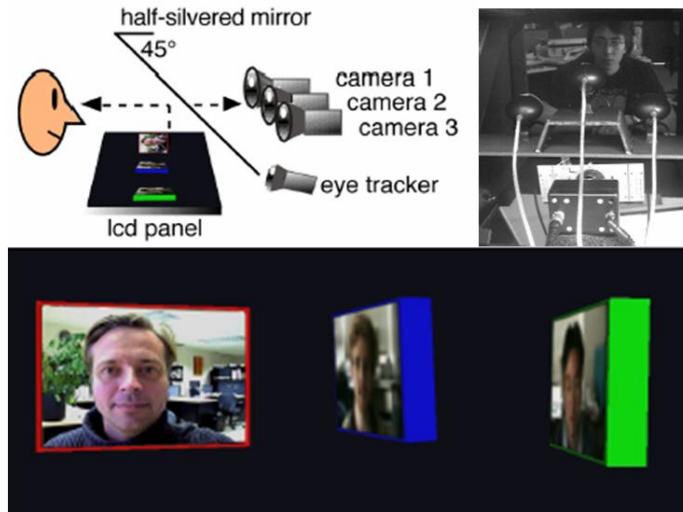 half-silvered mirror
45°
camera 1
camera 2
camera 3
eye tracker
lcd panel